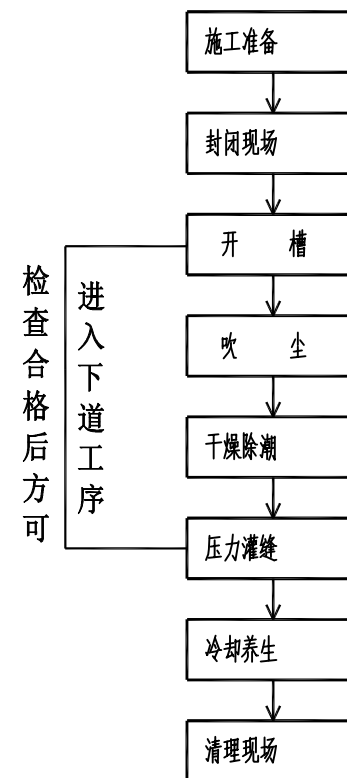 施工准备
封闭现场
开 槽
吹 尘
干燥除潮
压力灌缝
冷却养生
清理现场
检查合格后方可
进入下道工序